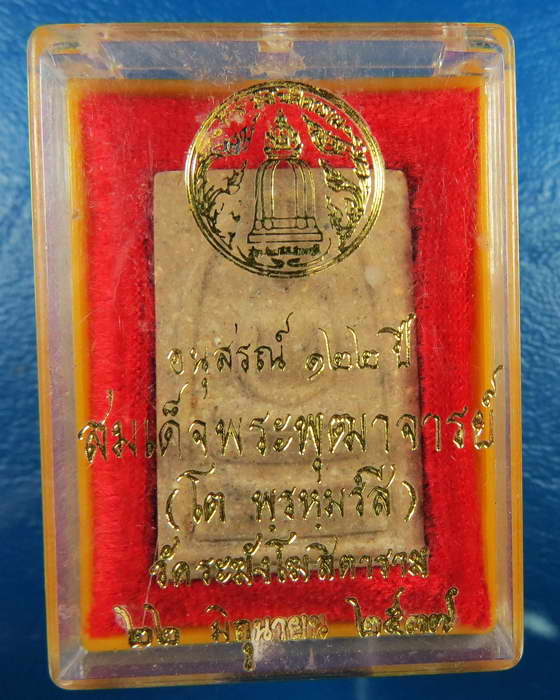 อนุสรณ์ ๑๒๒ ปี
สมเด็จพระพุฒาจารย์
(โต พฺรหฺมรํสี)
วัดระฆังโฆสิตาราม
๒๒ มิถุนายน ๒๕๓๗